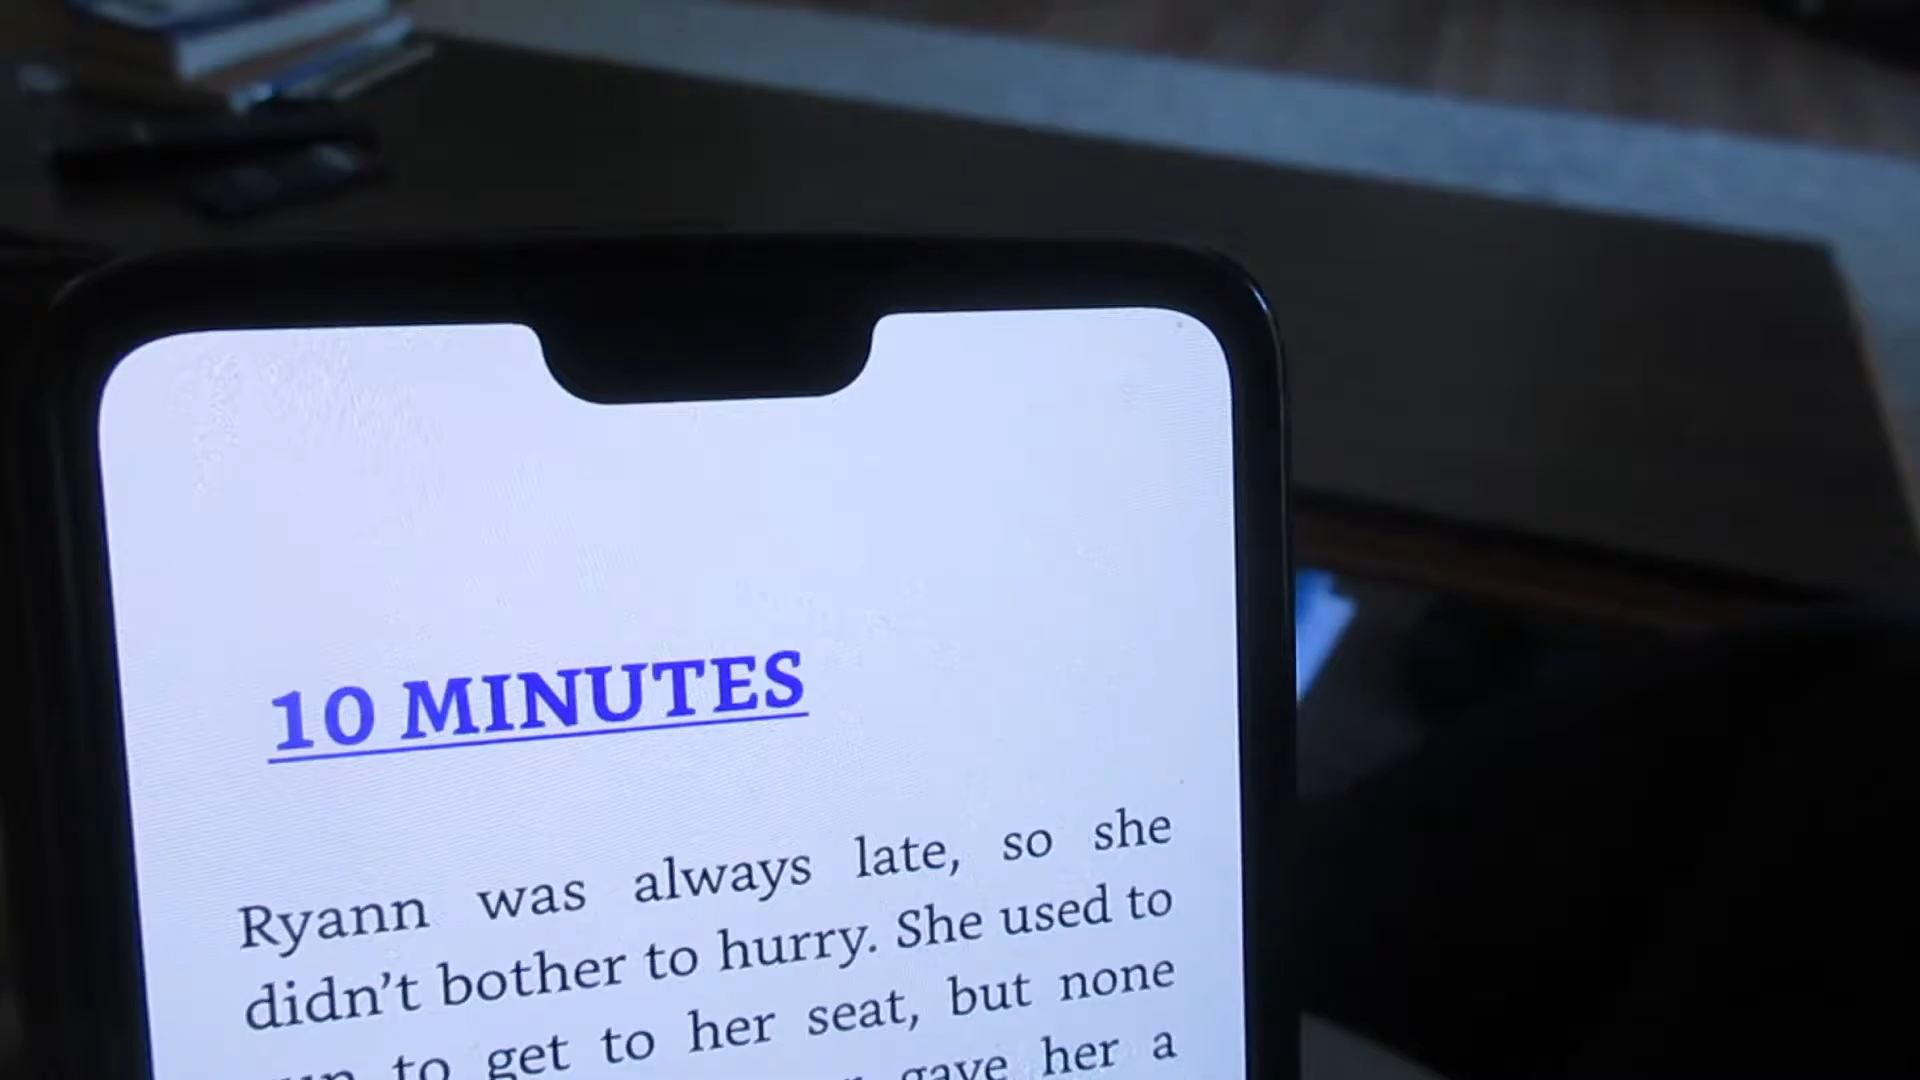 10 MINUTES
Ryann was always late, so she
didn't bother to hurry. She used to
to get to her seat, but none
gave her a